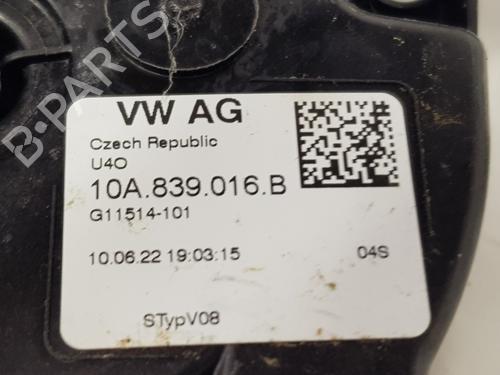 B-PARTS
VW AG
Czech Republic
U4O
10A.839.016.B
G11514-101
10.06.22 19:03:15 04S
STypV08